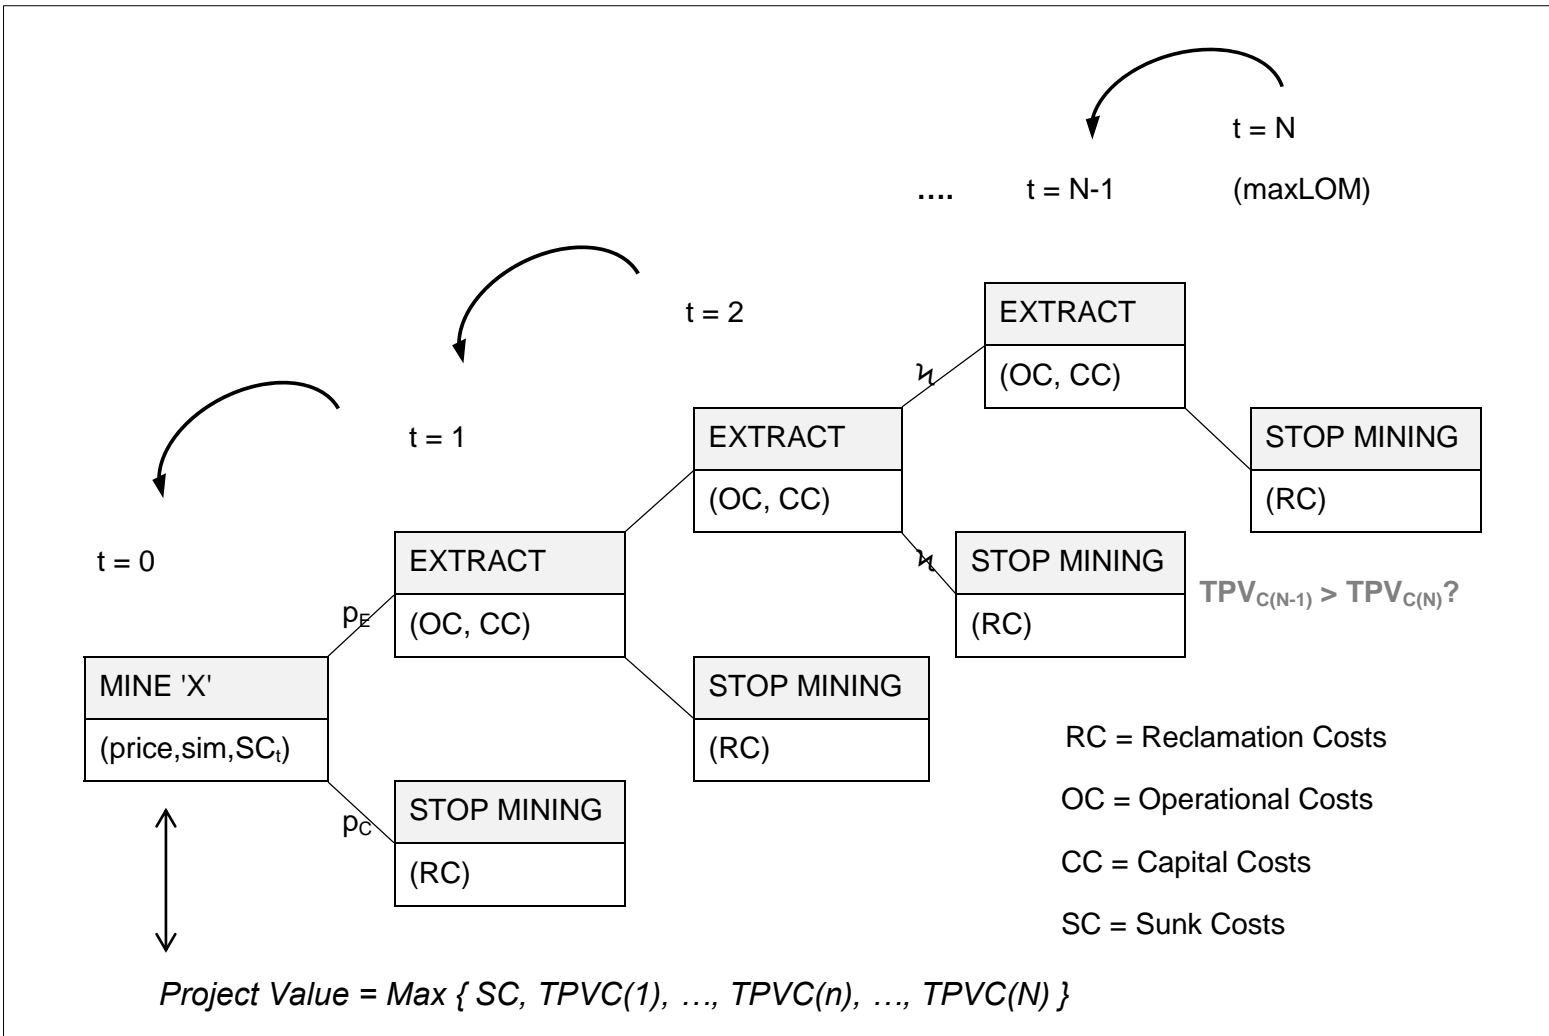 t = N
.... t = N-1 (maxLOM)
t = 2
EXTRACT
(OC, CC)
t = 1
EXTRACT
(OC, CC)
STOP MINING
(RC)
t = 0
EXTRACT
(OC, CC)
STOP MINING
(RC)
TPVC(N-1) > TPVC(N)?
pE
MINE 'X'
(price,sim,SCt)
STOP MINING
(RC)
pC
STOP MINING
(RC)
RC = Reclamation Costs
OC = Operational Costs
CC = Capital Costs
SC = Sunk Costs
Project Value = Max { SC, TPVC(1), …, TPVC(n), …, TPVC(N) }